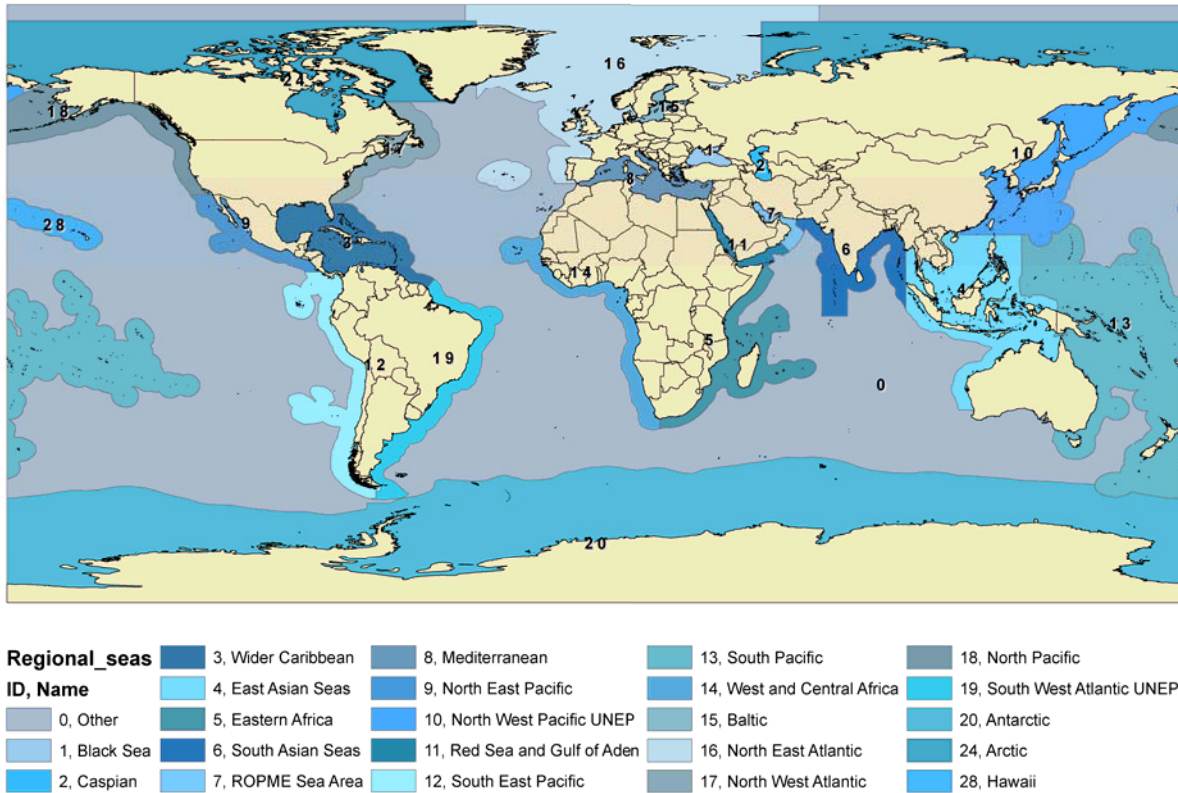 16
24
18
15
17
1
2
10
8
28
9
7
3
11
6
14
4
13
5
19
12
0
20
Regional_seas
ID, Name
0, Other
1, Black Sea
2, Caspian
3, Wider Caribbean
4, East Asian Seas
5, Eastern Africa
6, South Asian Seas
7, ROPME Sea Area
8, Mediterranean
9, North East Pacific
10, North West Pacific UNEP
11, Red Sea and Gulf of Aden
12, South East Pacific
13, South Pacific
14, West and Central Africa
15, Baltic
16, North East Atlantic
17, North West Atlantic
18, North Pacific
19, South West Atlantic UNEP
20, Antarctic
24, Arctic
28, Hawaii